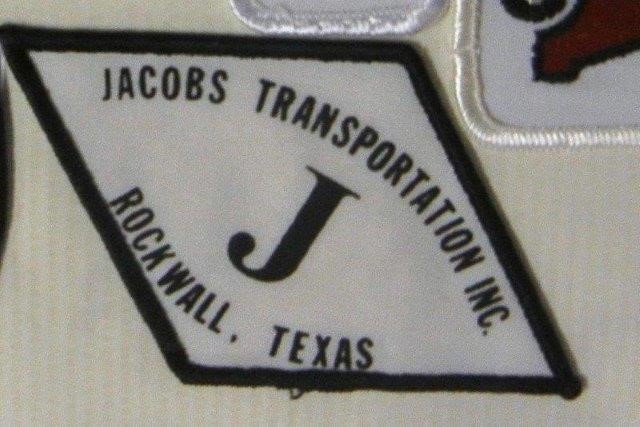 JACOBS TRANSPORTATION INC.
J
ROCKWALL, TEXAS